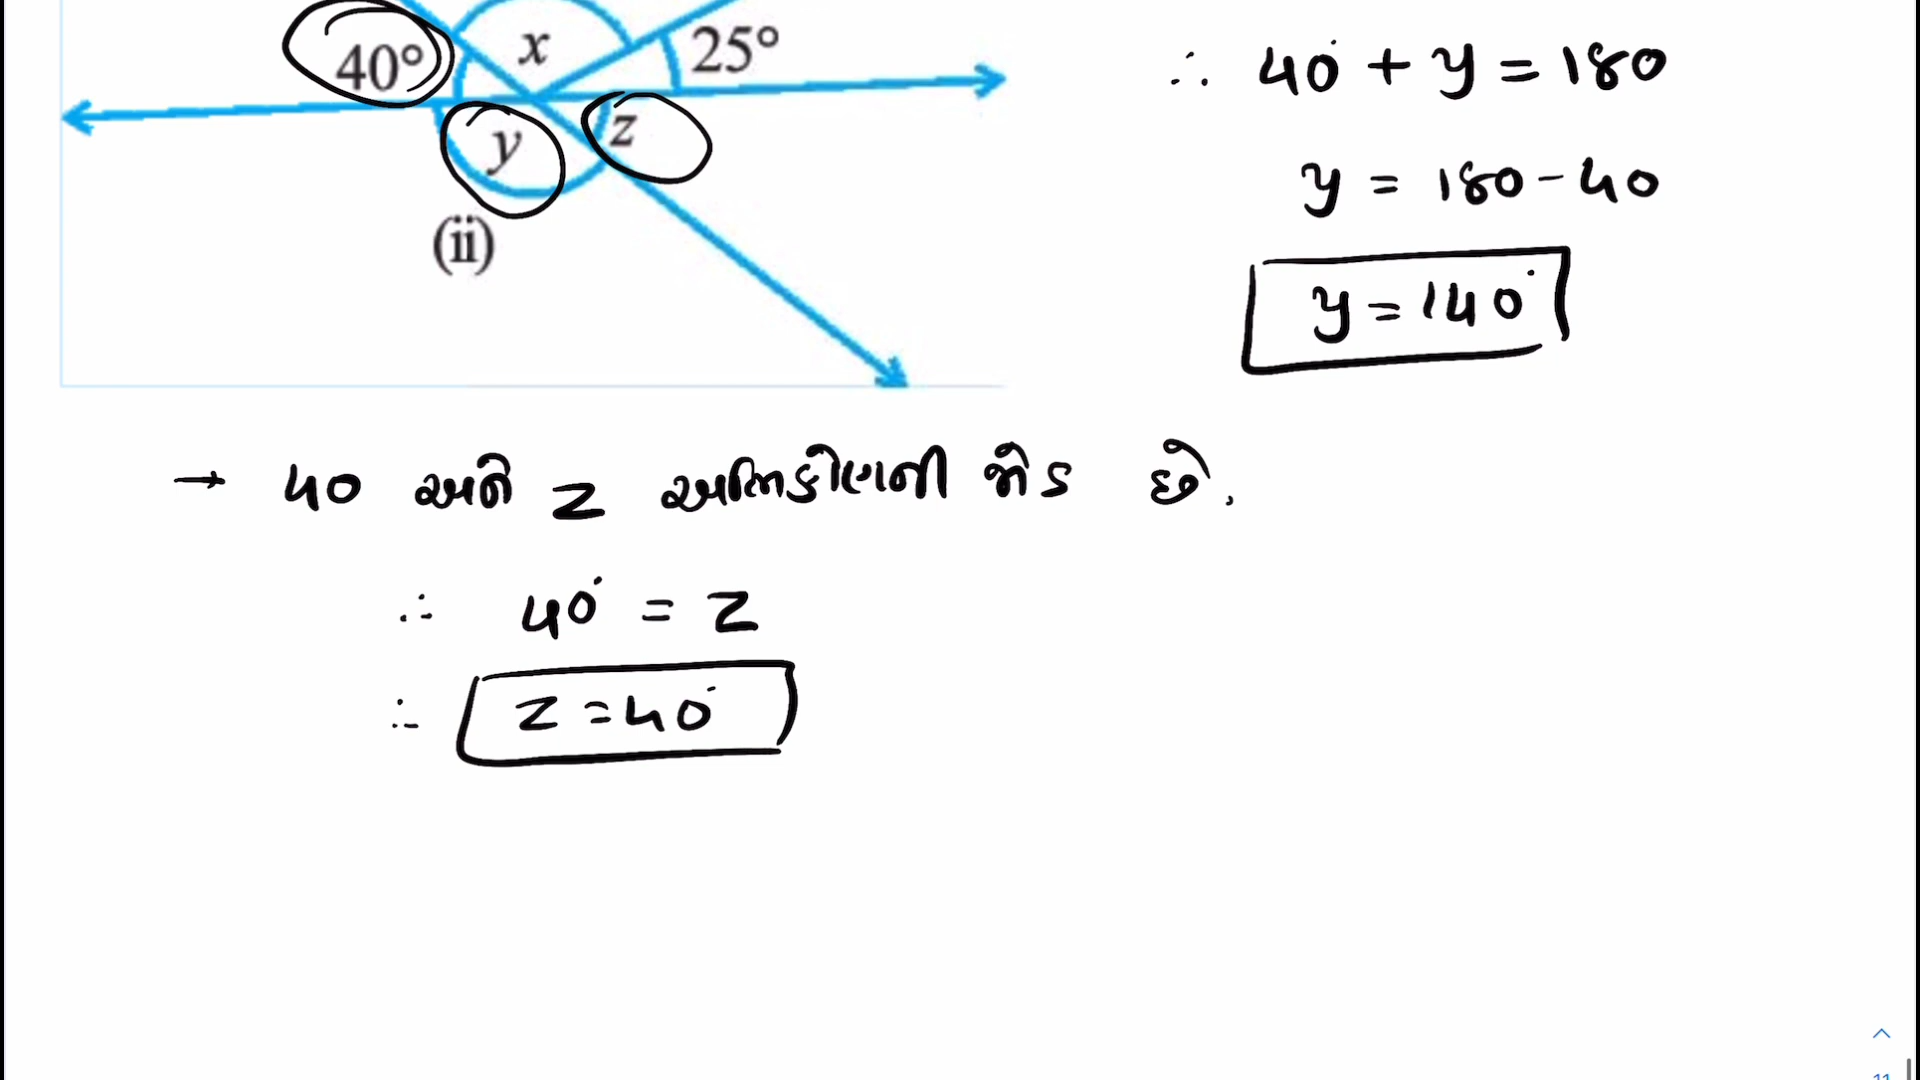 40°
x
25°
y
z
(ii)
∴ 40° + y = 180
y = 180 - 40
y = 140°
→ 40 અને z અભિકોણની જોડ છે.
∴ 40° = z
∴ z = 40°